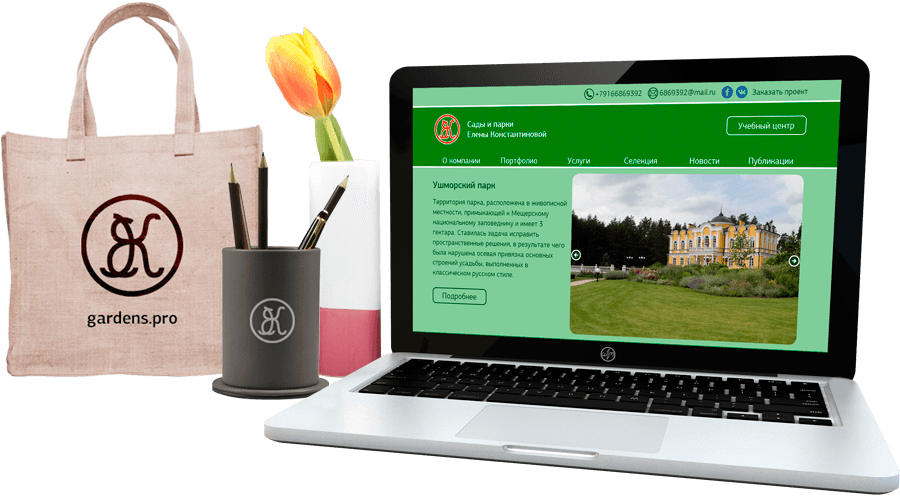 gardens.pro
+79166869392 6869392@mail.ru Заказать проект
Сады и парки
Елены Константиновой
Учебный центр
О компании Портфолио Услуги Селекция Новости Публикации
Ушморский парк
Территория парка, расположена в живописной
местности, примыкающей к Мещерскому
национальному заповеднику и имеет 3
гектара. Ставилась задача исправить
пространственные решения, в результате чего
была нарушена осевая привязка основных
строений усадьбы, выполненных в
классическом русском стиле.
Подробнее